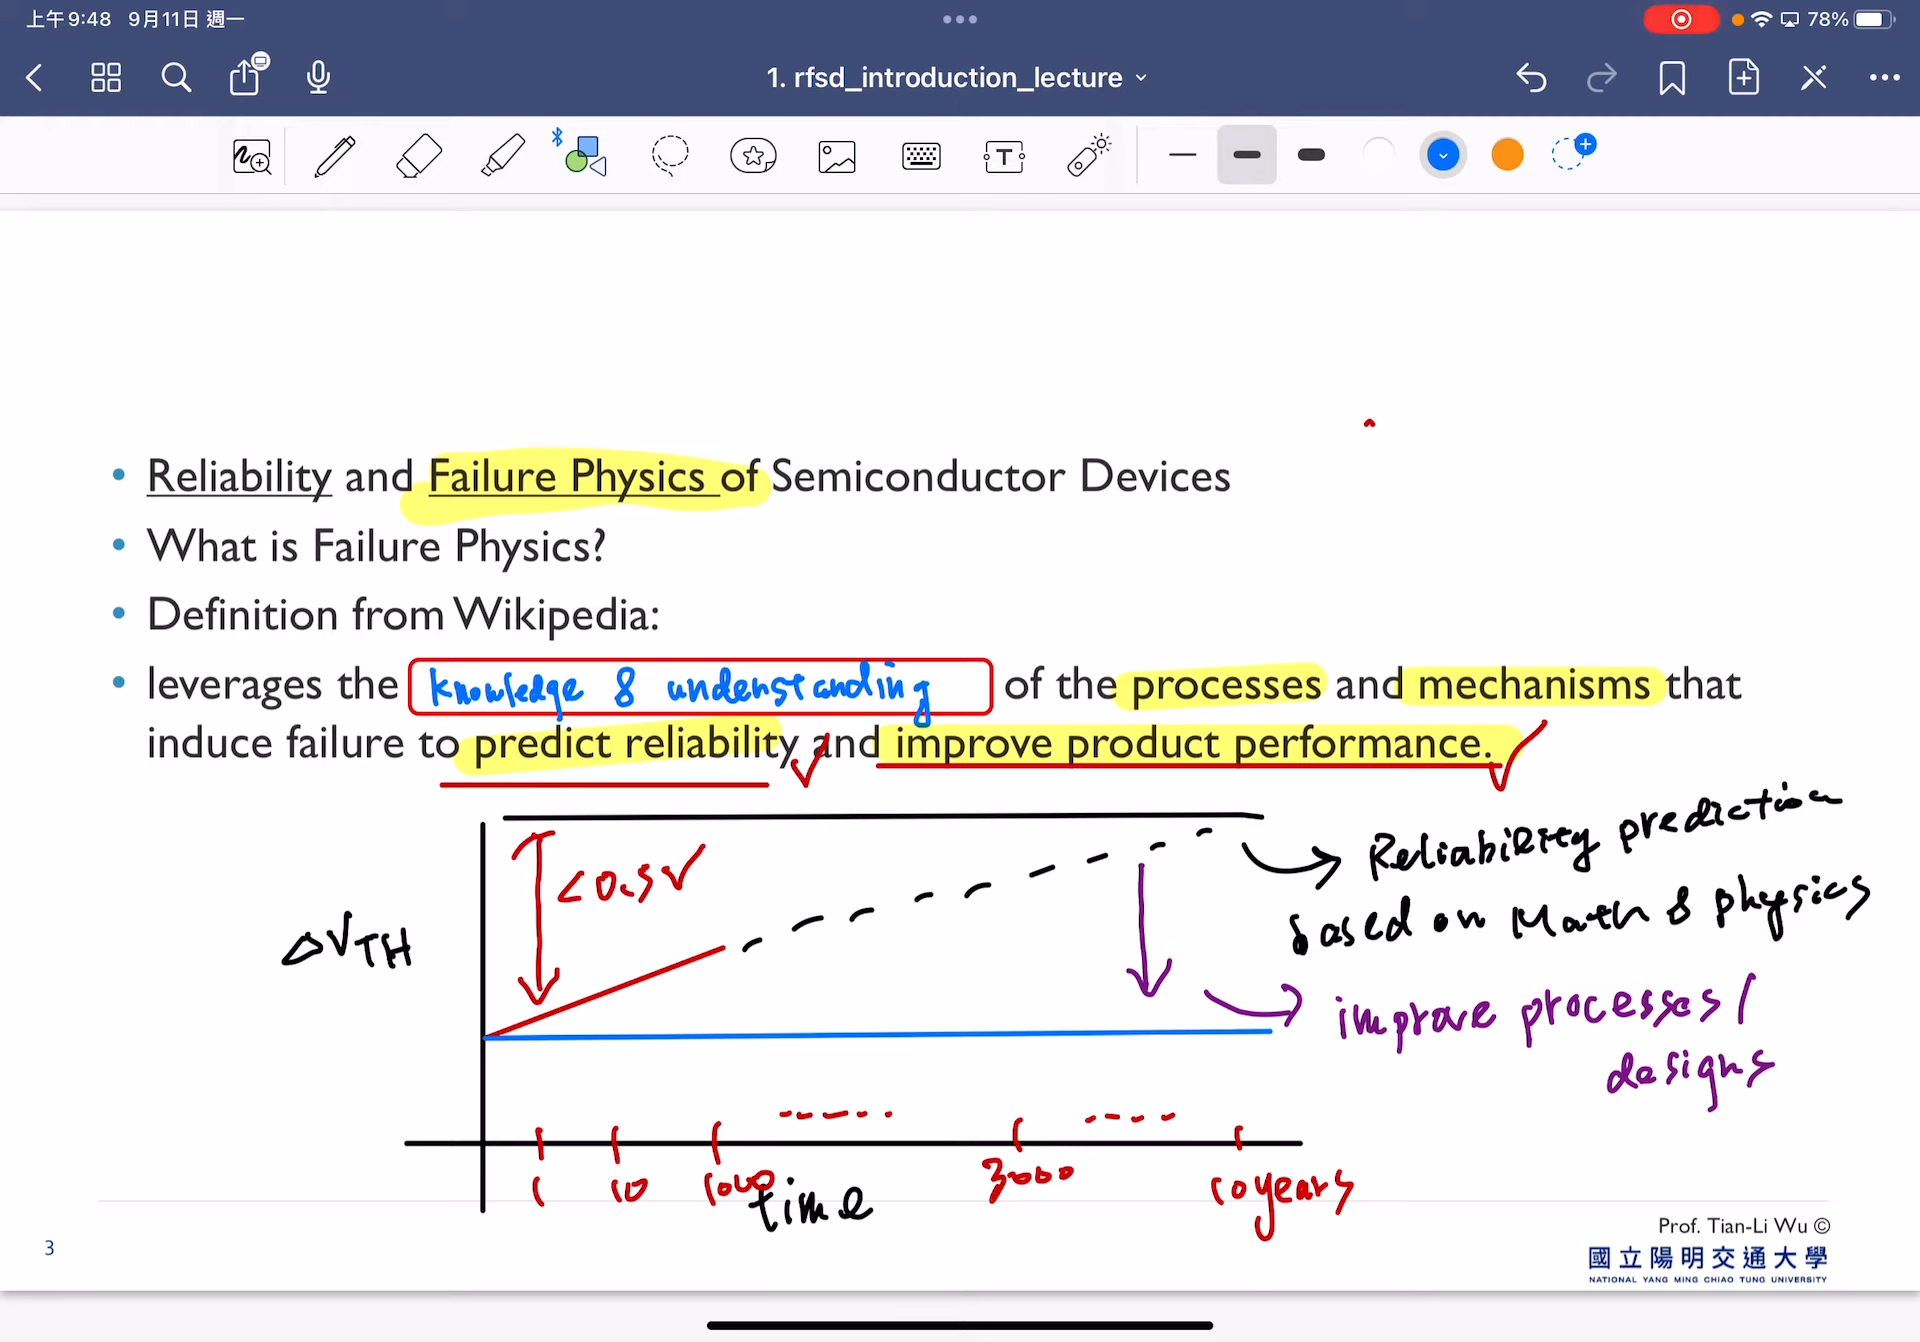 上午9:48 9月11日 週一
78%
1. rfsd_introduction_lecture
T
• Reliability and Failure Physics of Semiconductor Devices
• What is Failure Physics?
• Definition from Wikipedia:
• leverages the knowledge & understanding of the processes and mechanisms that
induce failure to predict reliability and improve product performance.
<0.5V
Reliability prediction
based on Math & physics
ΔVTH
improve processes/
designs
1 10 1000 3000 10years
time
Prof. Tian-Li Wu ©
3
國立陽明交通大學
NATIONAL YANG MING CHIAO TUNG UNIVERSITY